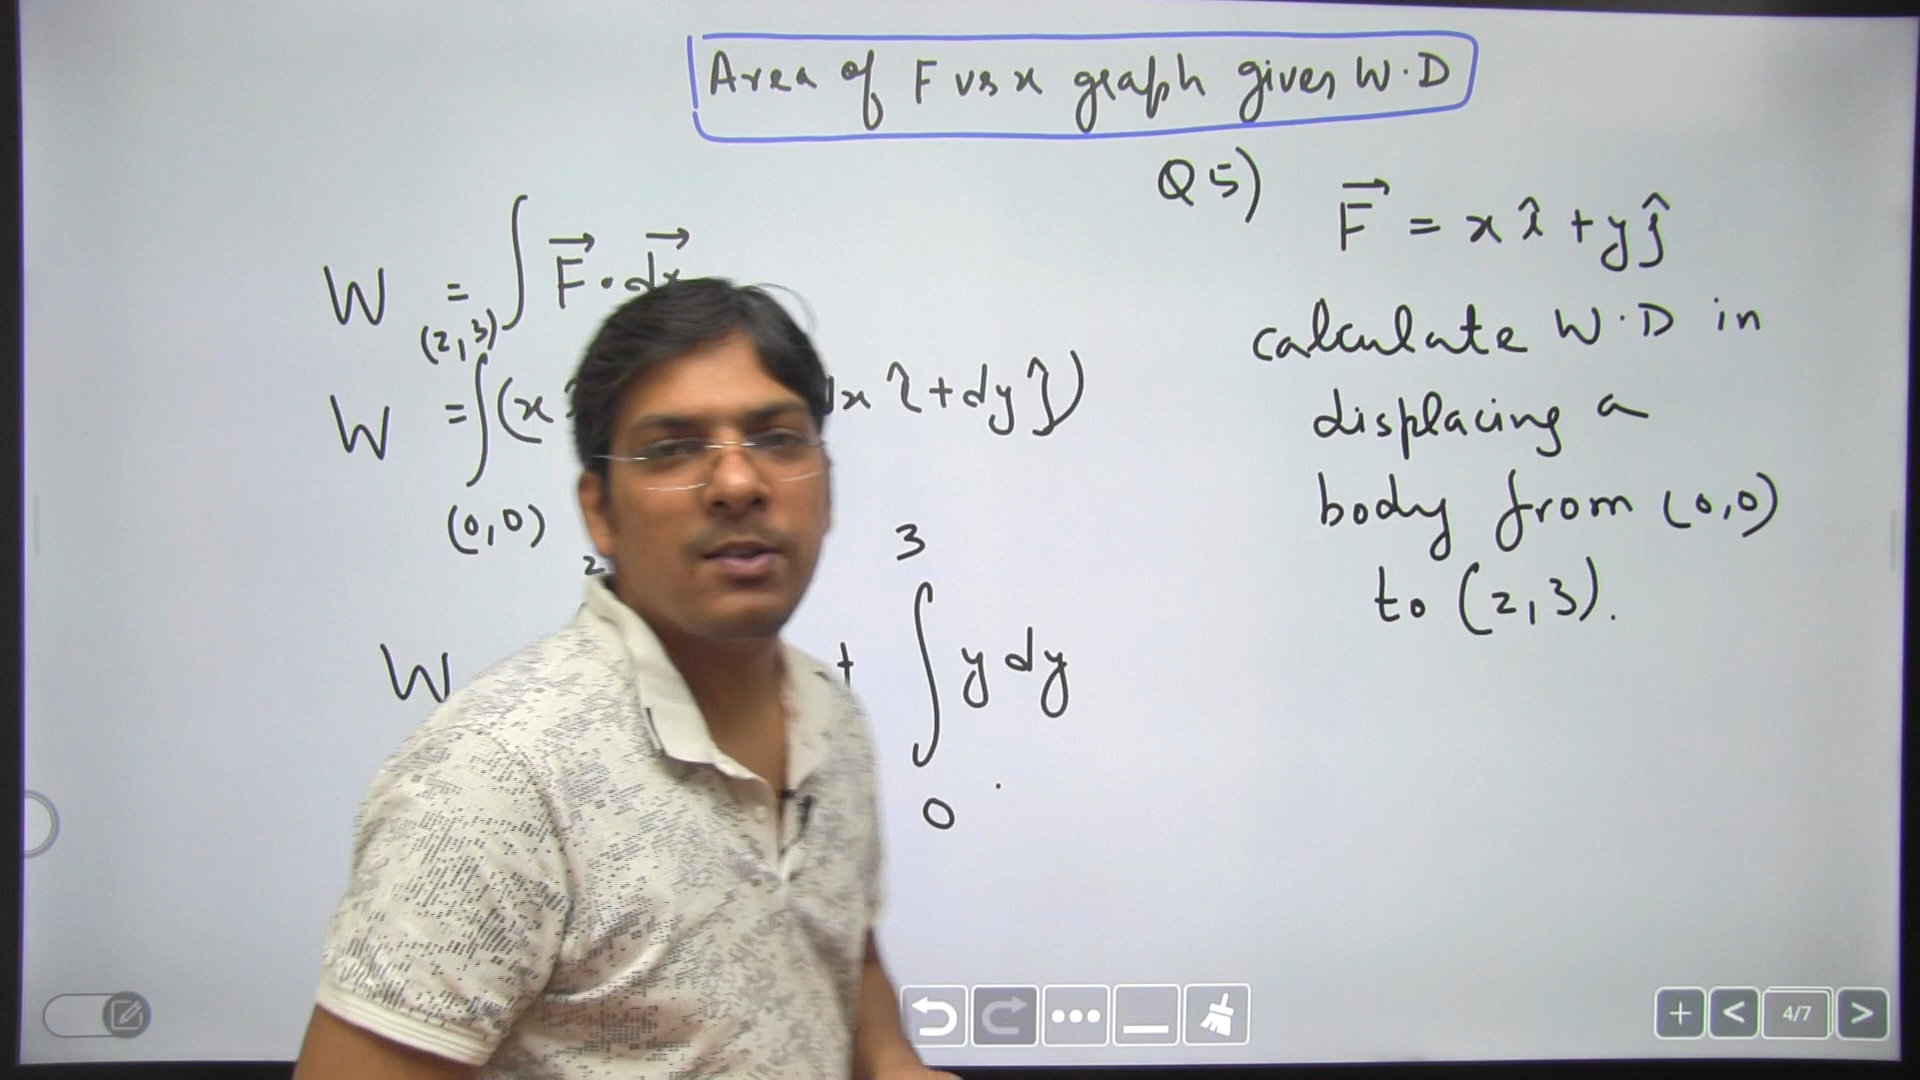 Area of F vs x graph gives W.D
Q5)
F⃗ = x î + y ĵ
calculate W.D in
displacing a
body from (0,0)
to (2,3).
W = ∫ F⃗ · dx
(2,3)
W = ∫ (x dx î + dy ĵ)
(0,0)
2 3
W + ∫ y dy
0
4/7